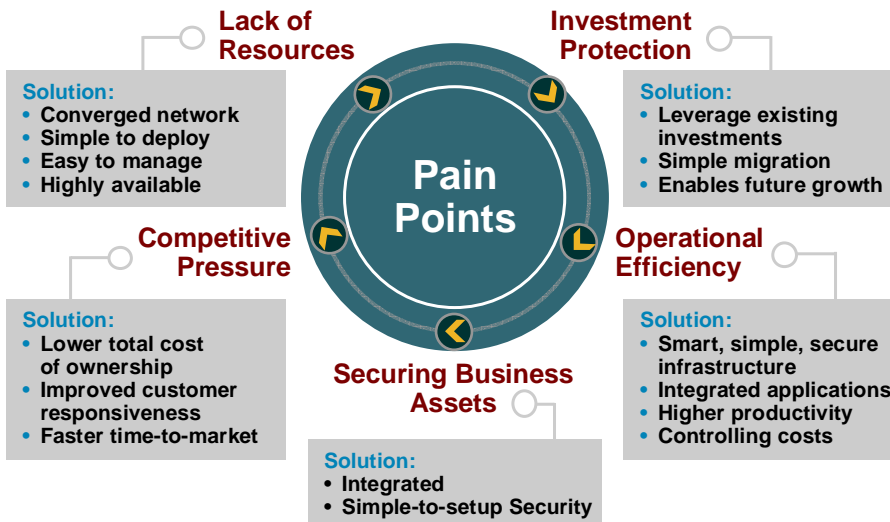 Lack of
Resources
Solution:
• Converged network
• Simple to deploy
• Easy to manage
• Highly available
Investment
Protection
Solution:
• Leverage existing
investments
• Simple migration
• Enables future growth
Pain
Points
Competitive
Pressure
Solution:
• Lower total cost
of ownership
• Improved customer
responsiveness
• Faster time-to-market
Operational
Efficiency
Solution:
• Smart, simple, secure
infrastructure
• Integrated applications
• Higher productivity
• Controlling costs
Securing Business
Assets
Solution:
• Integrated
• Simple-to-setup Security